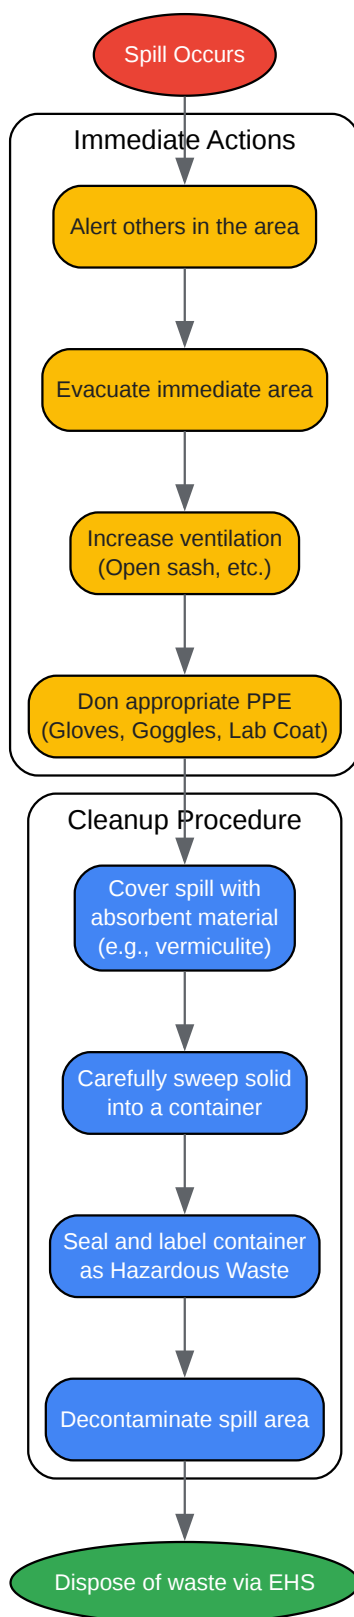 Spill Occurs
Immediate Actions
Alert others in the area
Evacuate immediate area
Increase ventilation
(Open sash, etc.)
Don appropriate PPE
(Gloves, Goggles, Lab Coat)
Cleanup Procedure
Cover spill with
absorbent material
(e.g., vermiculite)
Carefully sweep solid
into a container
Seal and label container
as Hazardous Waste
Decontaminate spill area
Dispose of waste via EHS